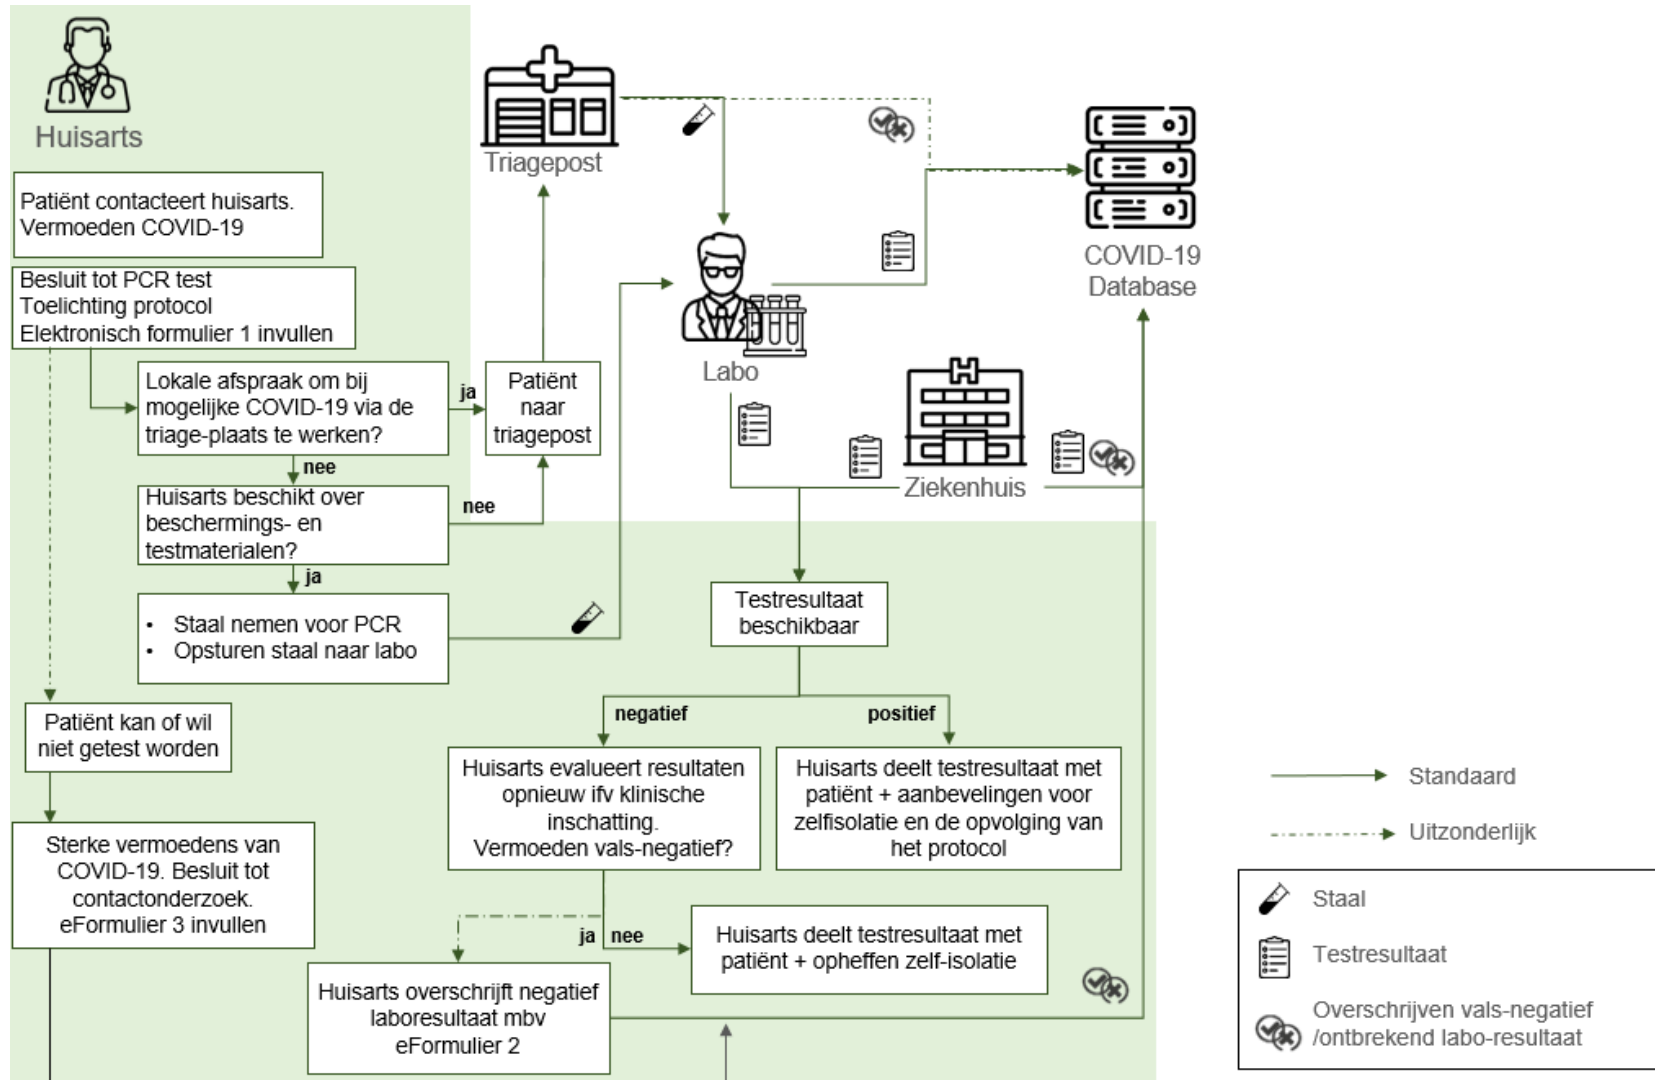 Huisarts
Patiënt contacteert huisarts.
Vermoeden COVID-19
Besluit tot PCR test
Toelichting protocol
Elektronisch formulier 1 invullen
Lokale afspraak om bij
mogelijke COVID-19 via de
triage-plaats te werken?
ja
nee
Patiënt
naar
triagepost
Huisarts beschikt over
beschermings- en
testmaterialen?
nee
ja
• Staal nemen voor PCR
• Opsturen staal naar labo
Triagepost
Labo
COVID-19
Database
H
Ziekenhuis
Testresultaat
beschikbaar
negatief
positief
Patiënt kan of wil
niet getest worden
Sterke vermoedens van
COVID-19. Besluit tot
contactonderzoek.
eFormulier 3 invullen
Huisarts evalueert resultaten
opnieuw ifv klinische
inschatting.
Vermoeden vals-negatief?
Huisarts deelt testresultaat met
patiënt + aanbevelingen voor
zelfisolatie en de opvolging van
het protocol
ja
nee
Huisarts deelt testresultaat met
patiënt + opheffen zelf-isolatie
Huisarts overschrijft negatief
laboresultaat mbv
eFormulier 2
Standaard
Uitzonderlijk
Staal
Testresultaat
Overschrijven vals-negatief
/ontbrekend labo-resultaat